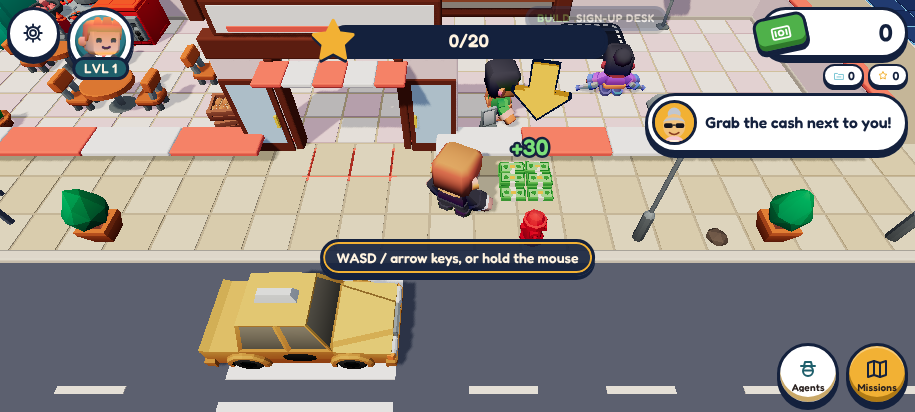 BUILD SIGN-UP DESK
0/20
0
LVL 1
0
0
Grab the cash next to you!
+30
WASD / arrow keys, or hold the mouse
Agents
Missions